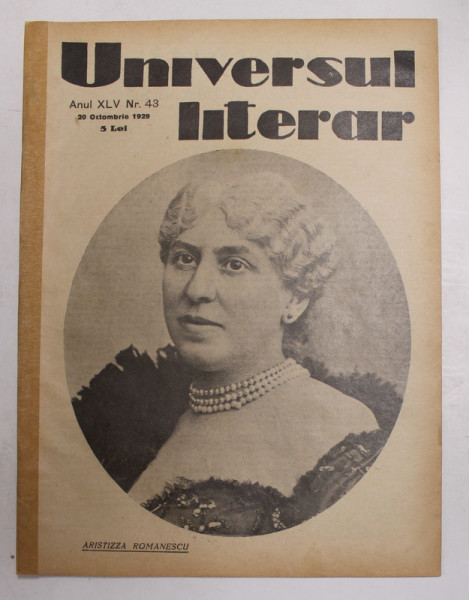 Universul
literar
Anul XLV Nr. 43
20 Octombrie 1929
5 Lei
ARISTIZZA ROMANESCU